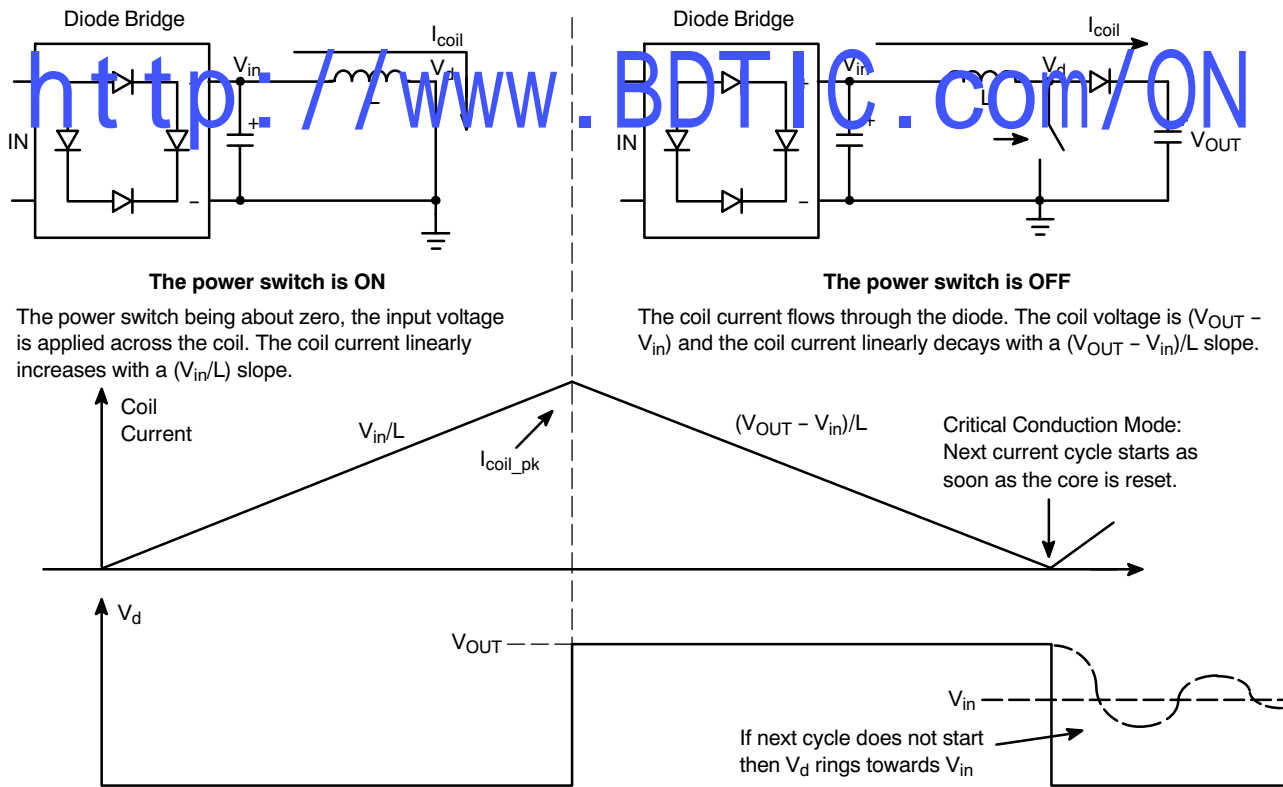 Diode Bridge
IN
+
–
Vin
+
L
Icoil
Vd
The power switch is ON
The power switch being about zero, the input voltage
is applied across the coil. The coil current linearly
increases with a (Vin/L) slope.
Diode Bridge
IN
+
–
Vin
+
L
Icoil
Vd
VOUT
The power switch is OFF
The coil current flows through the diode. The coil voltage is (VOUT –
Vin) and the coil current linearly decays with a (VOUT – Vin)/L slope.
http://www.BDTIC.com/ON
Coil
Current
Vin/L
Icoil_pk
(VOUT – Vin)/L
Critical Conduction Mode:
Next current cycle starts as
soon as the core is reset.
Vd
VOUT
Vin
If next cycle does not start
then Vd rings towards Vin